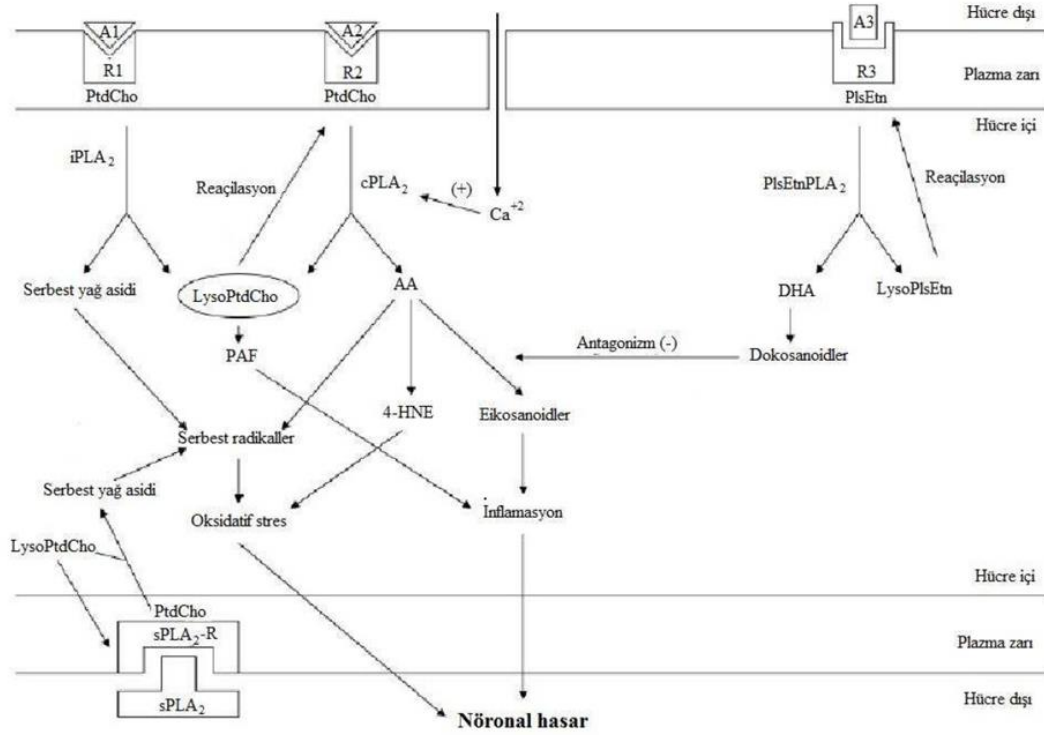 Hücre dışı
A1
A2
A3
R1
R2
R3
Plazma zarı
PtdCho
PtdCho
PlsEtn
Hücre içi
iPLA2
Reaçilasyon
cPLA2
(+)
Ca+2
PlsEtnPLA2
Reaçilasyon
Serbest yağ asidi
LysoPtdCho
AA
DHA
LysoPlsEtn
PAF
Antagonizm (-)
Dokosanoidler
4-HNE
Eikosanoidler
Serbest radikaller
Serbest yağ asidi
Oksidatif stres
İnflamasyon
LysoPtdCho
Hücre içi
PtdCho
sPLA2-R
Plazma zarı
sPLA2
Hücre dışı
Nöronal hasar